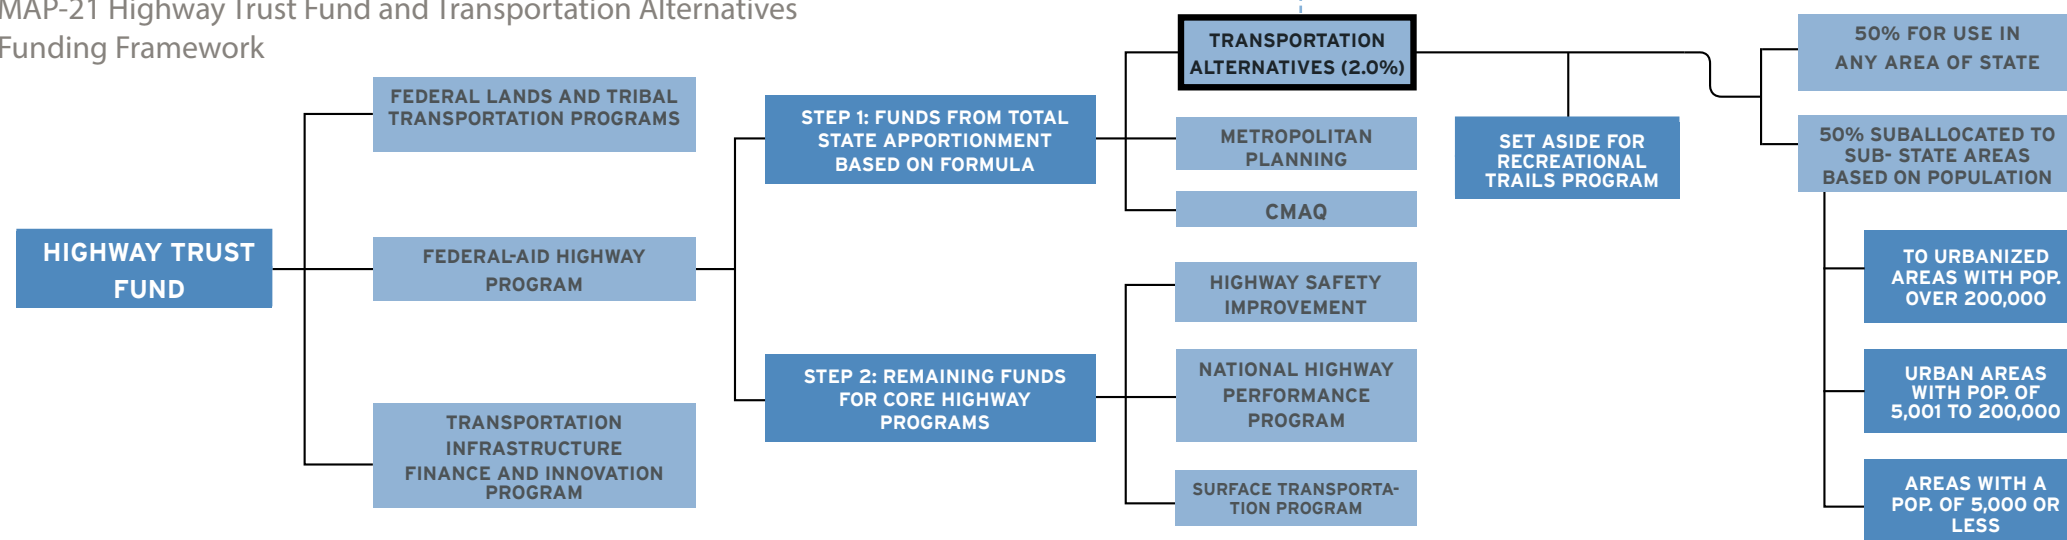 MAP-21 Highway Trust Fund and Transportation Alternatives
Funding Framework
HIGHWAY TRUST
FUND
FEDERAL LANDS AND TRIBAL
TRANSPORTATION PROGRAMS
FEDERAL-AID HIGHWAY
PROGRAM
TRANSPORTATION
INFRASTRUCTURE
FINANCE AND INNOVATION
PROGRAM
STEP 1: FUNDS FROM TOTAL
STATE APPORTIONMENT
BASED ON FORMULA
STEP 2: REMAINING FUNDS
FOR CORE HIGHWAY
PROGRAMS
TRANSPORTATION
ALTERNATIVES (2.0%)
METROPOLITAN
PLANNING
CMAQ
HIGHWAY SAFETY
IMPROVEMENT
NATIONAL HIGHWAY
PERFORMANCE
PROGRAM
SURFACE TRANSPORTA-
TION PROGRAM
SET ASIDE FOR
RECREATIONAL
TRAILS PROGRAM
50% FOR USE IN
ANY AREA OF STATE
50% SUBALLOCATED TO
SUB- STATE AREAS
BASED ON POPULATION
TO URBANIZED
AREAS WITH POP.
OVER 200,000
URBAN AREAS
WITH POP. OF
5,001 TO 200,000
AREAS WITH A
POP. OF 5,000 OR
LESS